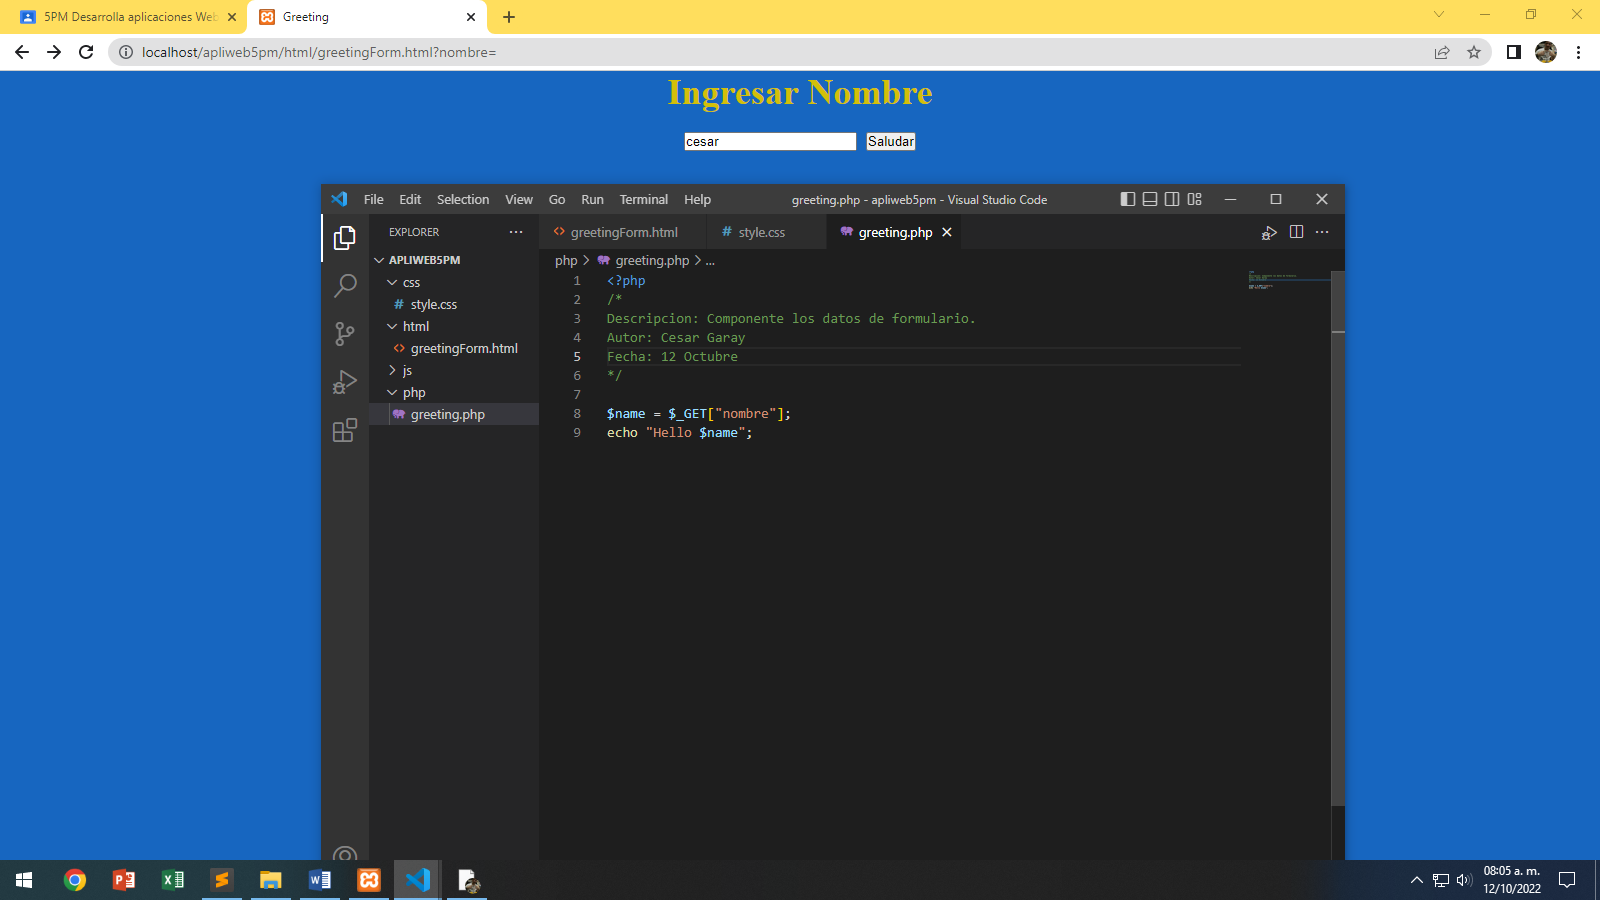 5PM Desarrolla aplicaciones Web
Greeting
localhost/apliweb5pm/html/greetingForm.html?nombre=
Ingresar Nombre
cesar Saludar
File Edit Selection View Go Run Terminal Help greeting.php - apliweb5pm - Visual Studio Code
EXPLORER
APLIWEB5PM
css
style.css
html
greetingForm.html
js
php
greeting.php
greetingForm.html style.css greeting.php
php > greeting.php > ...
1 <?php
2 /*
3 Descripcion: Componente los datos de formulario.
4 Autor: Cesar Garay
5 Fecha: 12 Octubre
6 */
7
8 $name = $_GET["nombre"];
9 echo "Hello $name";
08:05 a. m.
12/10/2022